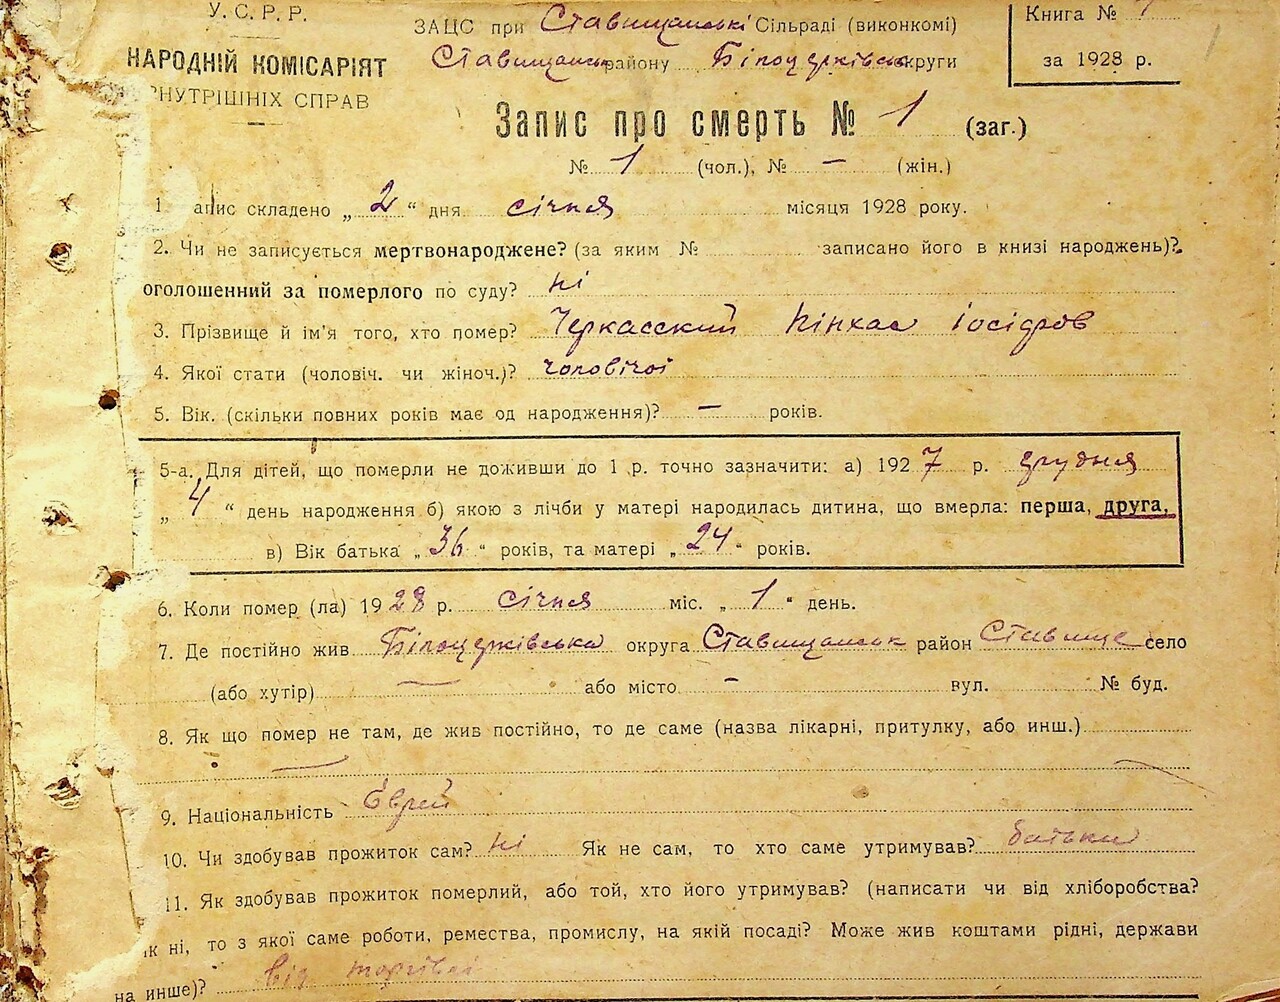 У. С. Р. Р.
НАРОДНІЙ КОМІСАРІЯТ
ВНУТРІШНІХ СПРАВ
ЗАЦС при Ставищанські Сільраді (виконкомі)
Ставищанськ району Білоцерківськ округи
Книга №
за 1928 р.
Запис про смерть № 1 (заг.)
№ 1 (чол.), № – (жін.)
1 апис складено „ 2 “ дня січня місяця 1928 року.
2. Чи не записується мертвонароджене? (за яким № записано його в книзі народжень)?
оголошенний за померлого по суду? Ні
3. Прізвище й ім'я того, хто помер? Черкасский Пінхас Іосіфов
4. Якої стати (чоловіч. чи жіноч.)? чоловічої
5. Вік. (скільки повних років має од народження)? – років.
5-а. Для дітей, що померли не доживши до 1 р. точно зазначити: а) 1927 р. грудня
„ 4 “ день народження б) якою з лічби у матері народилась дитина, що вмерла: перша, друга,
в) Вік батька „ 36 “ років, та матері „ 24 “ років.
6. Коли помер (ла) 1928 р. січня міс. „ 1 “ день.
7. Де постійно жив Білоцерківська округа Ставищанськ район Ставище село
(або хутір) — або місто – вул. № буд.
8. Як що помер не там, де жив постійно, то де саме (назва лікарні, притулку, або инш.)
9. Національність Єврей
10. Чи здобував прожиток сам? Ні Як не сам, то хто саме утримував? батьки
11. Як здобував прожиток померлий, або той, хто його утримував? (написати чи від хліборобства?
як ні, то з якої саме роботи, ремества, промислу, на якій посаді? Може жив коштами рідні, держави
на инше)? від торгівлі